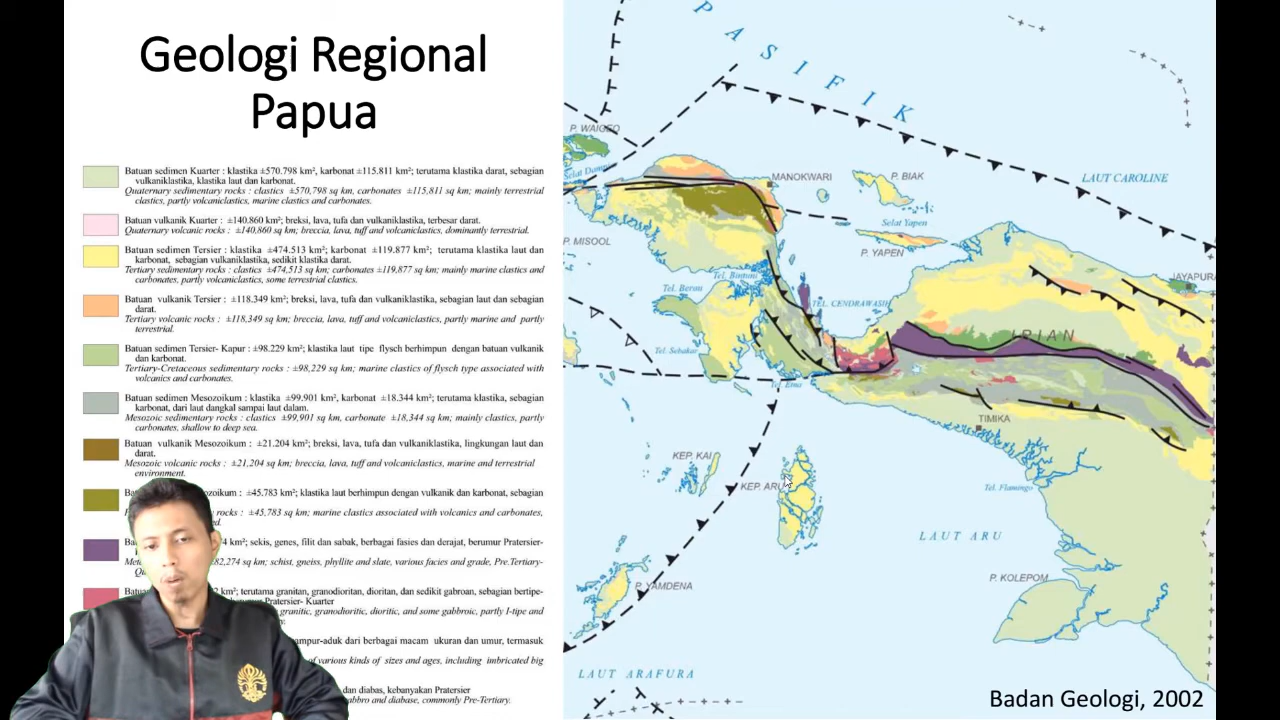 Geologi Regional
Papua
Batuan sedimen Kuarter : klastika ±570.798 km², karbonat ±115.811 km²; terutama klastika darat, sebagian
vulkaniklastika, klastika laut dan karbonat.
Quaternary sedimentary rocks : clastics ±570,798 sq km, carbonates ±115,811 sq km; mainly terrestrial
clastics, partly volcaniclastics, marine clastics and carbonates.
Batuan vulkanik Kuarter : ±140.860 km²; breksi, lava, tufa dan vulkaniklastika, terbesar darat.
Quaternary volcanic rocks : ±140,860 sq km; breccia, lava, tuff and volcaniclastics, dominantly terrestrial.
Batuan sedimen Tersier : klastika ±474.513 km²; karbonat ±119.877 km²; terutama klastika laut dan
karbonat, sebagian vulkaniklastika, sedikit klastika darat.
Tertiary sedimentary rocks : clastics ±474,513 sq km; carbonates ±119,877 sq km; mainly marine clastics and
carbonates, partly volcaniclastics, some terrestrial clastics.
Batuan vulkanik Tersier : ±118.349 km²; breksi, lava, tufa dan vulkaniklastika, sebagian laut dan sebagian
darat.
Tertiary volcanic rocks : ±118,349 sq km; breccia, lava, tuff and volcaniclastics, partly marine and partly
terrestrial.
Batuan sedimen Tersier- Kapur : ±98.229 km²; klastika laut tipe flysch berhimpun dengan batuan vulkanik
dan karbonat.
Tertiary-Cretaceous sedimentary rocks : ±98,229 sq km; marine clastics of flysch type associated with
volcanics and carbonates.
Batuan sedimen Mesozoikum : klastika ±99.901 km², karbonat ±18.344 km²; terutama klastika, sebagian
karbonat, dari laut dangkal sampai laut dalam.
Mesozoic sedimentary rocks : clastics ±99,901 sq km, carbonate ±18,344 sq km; mainly clastics, partly
carbonates, shallow to deep sea.
Batuan vulkanik Mesozoikum : ±21.204 km²; breksi, lava, tufa dan vulkaniklastika, lingkungan laut dan
darat.
Mesozoic volcanic rocks : ±21,204 sq km; breccia, lava, tuff and volcaniclastics, marine and terrestrial
environment.
: ±45.783 km²; klastika laut berhimpun dengan vulkanik dan karbonat, sebagian
rocks : ±45,783 sq km; marine clastics associated with volcanics and carbonates,
km²; sekis, genes, filit dan sabak, berbagai fasies dan derajat, berumur Pratersier-
sq km; schist, gneiss, phyllite and slate, various facies and grade, Pre.Tertiary-
km²; terutama granitan, granodioritan, dioritan, dan sedikit gabroan, sebagian bertipe-
Pratersier- Kuarter
granitic, granodioritic, dioritic, and some gabbroic, partly I-tipe and
dari berbagai macam ukuran dan umur, termasuk
of various kinds of sizes and ages, including imbricated big
dan diabas, kebanyakan Pratersier
and diabase, commonly Pre-Tertiary.
PASIFIK
P. WAIGEO
MANOKWARI
P. BIAK
LAUT CAROLINE
Selat Yapen
P. MISOOL
P. YAPEN
Tel. Bintuni
JAYAPURA
Tel. Berau
TEL. CENDRAWASIH
IRIAN
Tel. Sebakar
Tel. Etna
TIMIKA
KEP. KAI
KEP. ARU
Tel. Flamingo
LAUT ARU
P. YAMDENA
P. KOLEPOM
LAUT ARAFURA
Badan Geologi, 2002